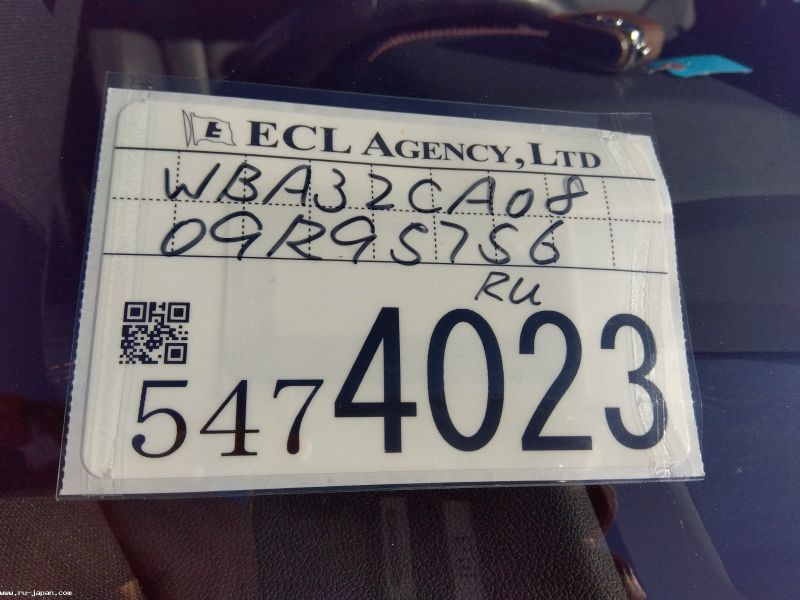 E ECL AGENCY, LTD
WBA32CA08
09R95756
RU
5474023
www.ru-japan.com